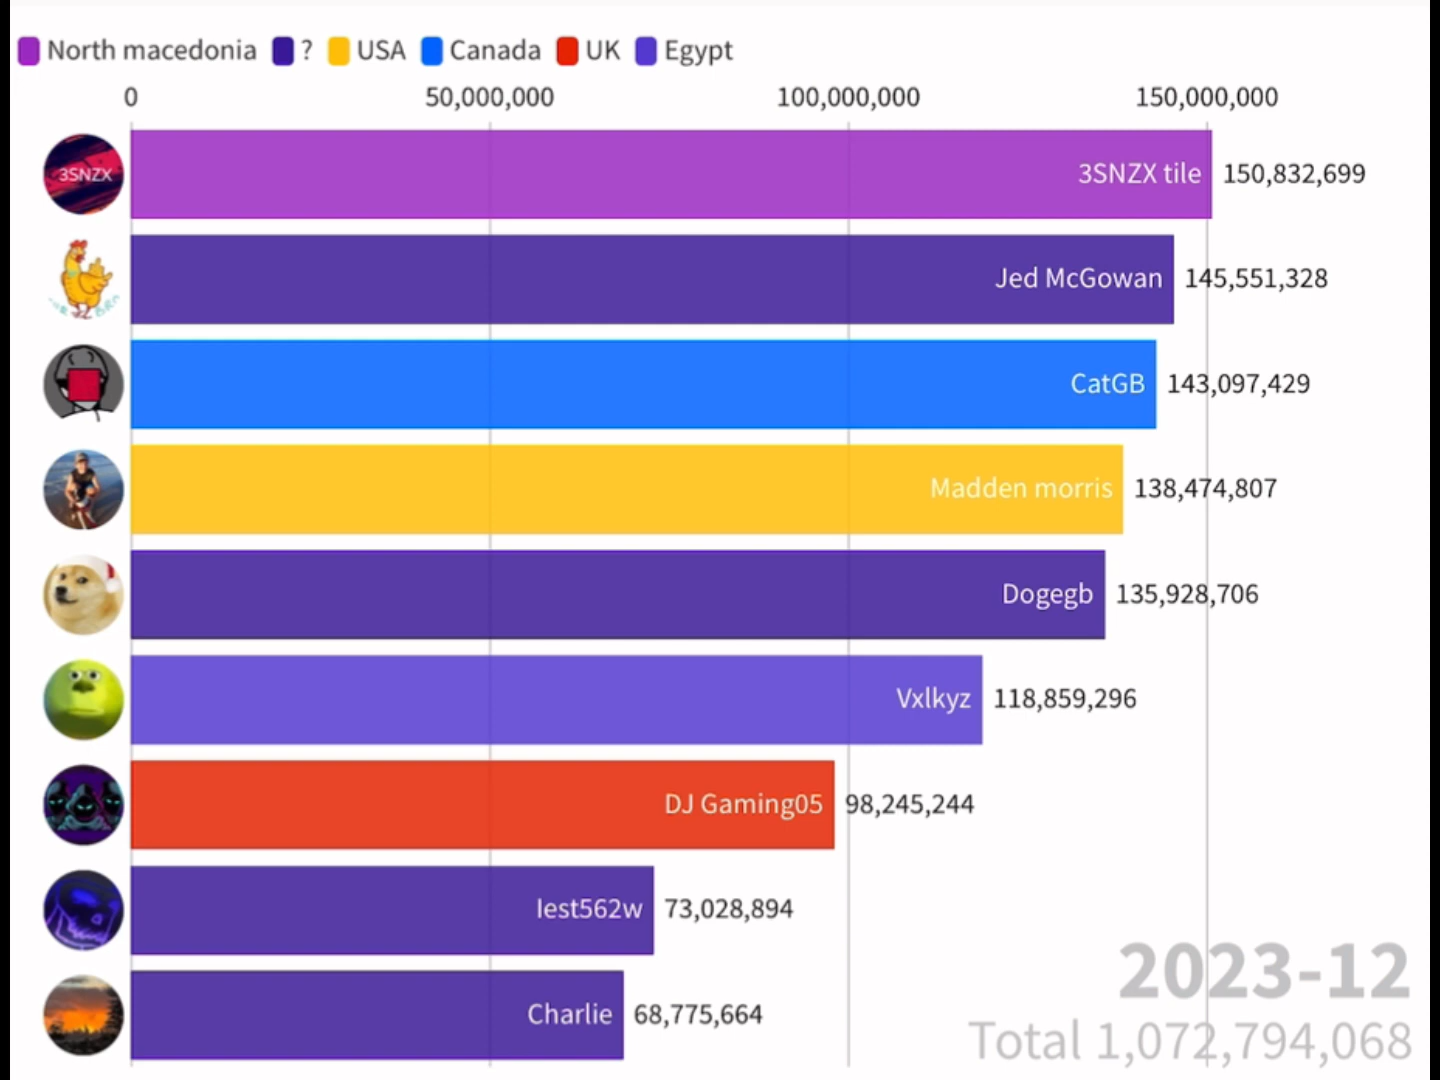 North macedonia ? USA Canada UK Egypt
0 50,000,000 100,000,000 150,000,000
3SNZX 3SNZX tile 150,832,699
Jed McGowan 145,551,328
CatGB 143,097,429
Madden morris 138,474,807
Dogegb 135,928,706
Vxlkyz 118,859,296
DJ Gaming05 98,245,244
lest562w 73,028,894
Charlie 68,775,664
2023-12
Total 1,072,794,068